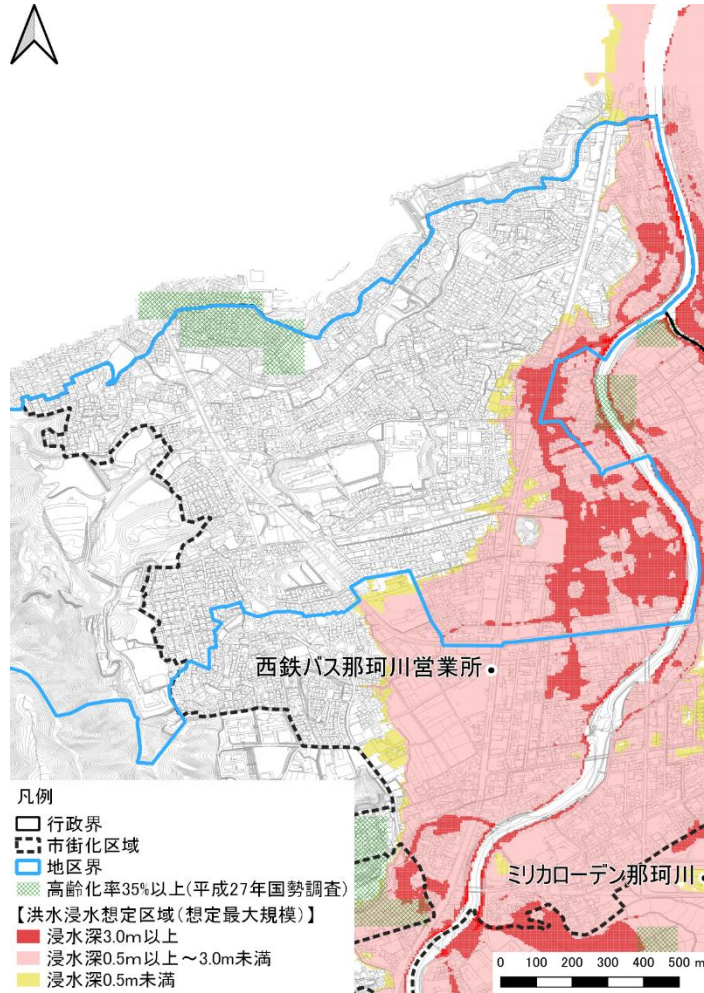 西鉄バス那珂川営業所
ミリカローデン那珂川
凡例
行政界
市街化区域
地区界
高齢化率35%以上(平成27年国勢調査)
【洪水浸水想定区域(想定最大規模)】
浸水深3.0m以上
浸水深0.5m以上～3.0m未満
浸水深0.5m未満
0 100 200 300 400 500 m